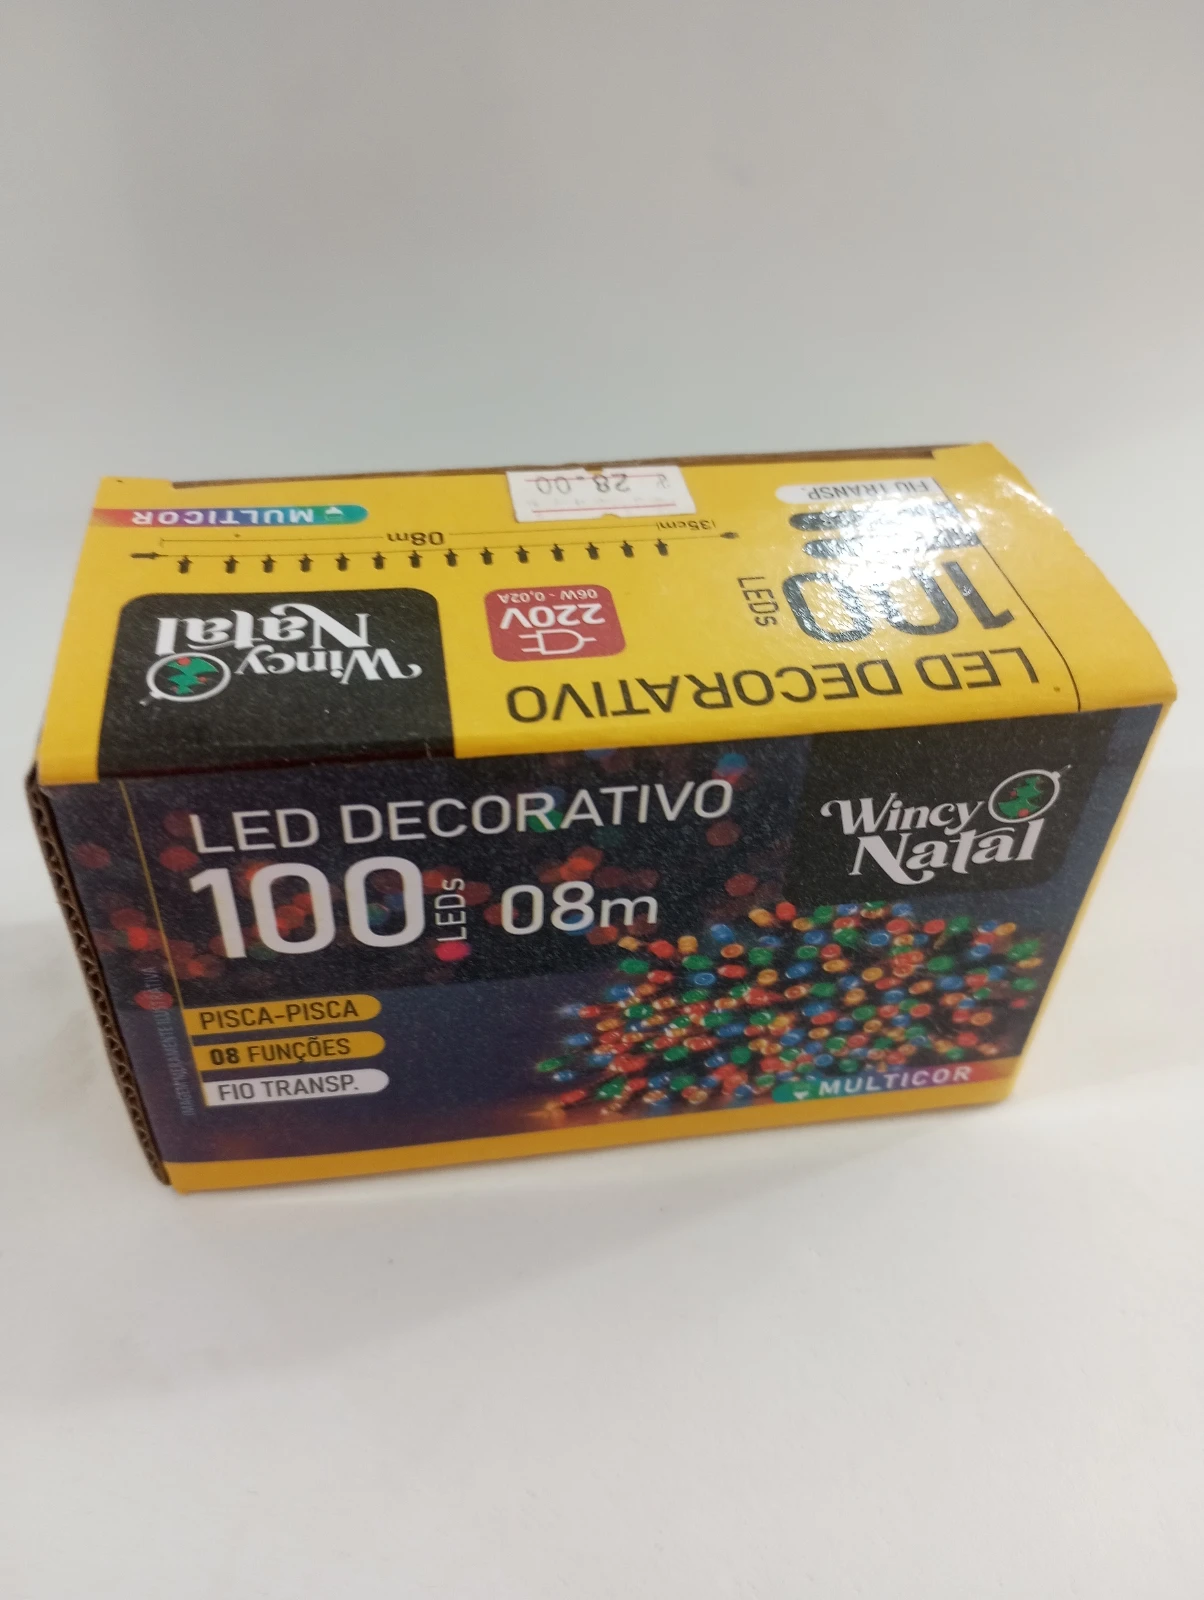 28.00
FIO TRANSP.
MULTICOR
08m
35cm
100
LEDs
220V
06W - 0,02A
Wincy
Natal
LED DECORATIVO
LED DECORATIVO
100
LEDs
08m
Wincy
Natal
PISCA-PISCA
08 FUNÇÕES
FIO TRANSP.
MULTICOR